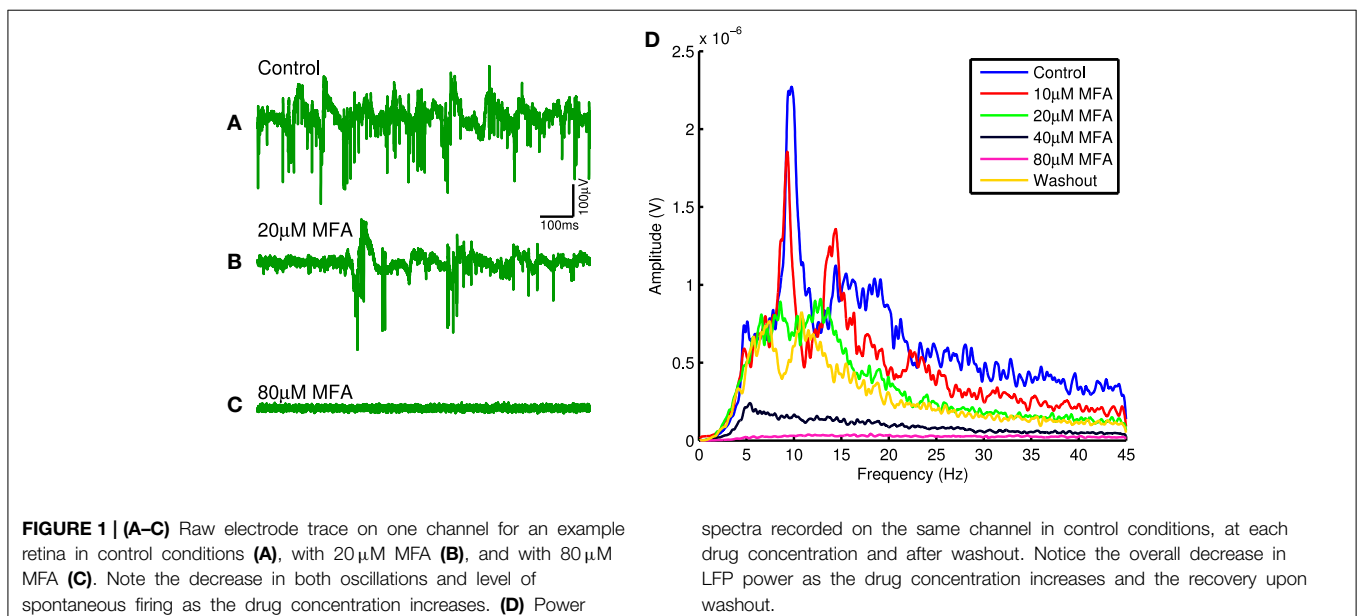 Control
A
100µV
100ms
20µM MFA
B
80µM MFA
C
D
x 10⁻⁶
2.5
2
1.5
1
0.5
0
Amplitude (V)
0 5 10 15 20 25 30 35 40 45
Frequency (Hz)
Control
10µM MFA
20µM MFA
40µM MFA
80µM MFA
Washout
FIGURE 1 | (A–C) Raw electrode trace on one channel for an example
retina in control conditions (A), with 20 µM MFA (B), and with 80 µM
MFA (C). Note the decrease in both oscillations and level of
spontaneous firing as the drug concentration increases. (D) Power
spectra recorded on the same channel in control conditions, at each
drug concentration and after washout. Notice the overall decrease in
LFP power as the drug concentration increases and the recovery upon
washout.